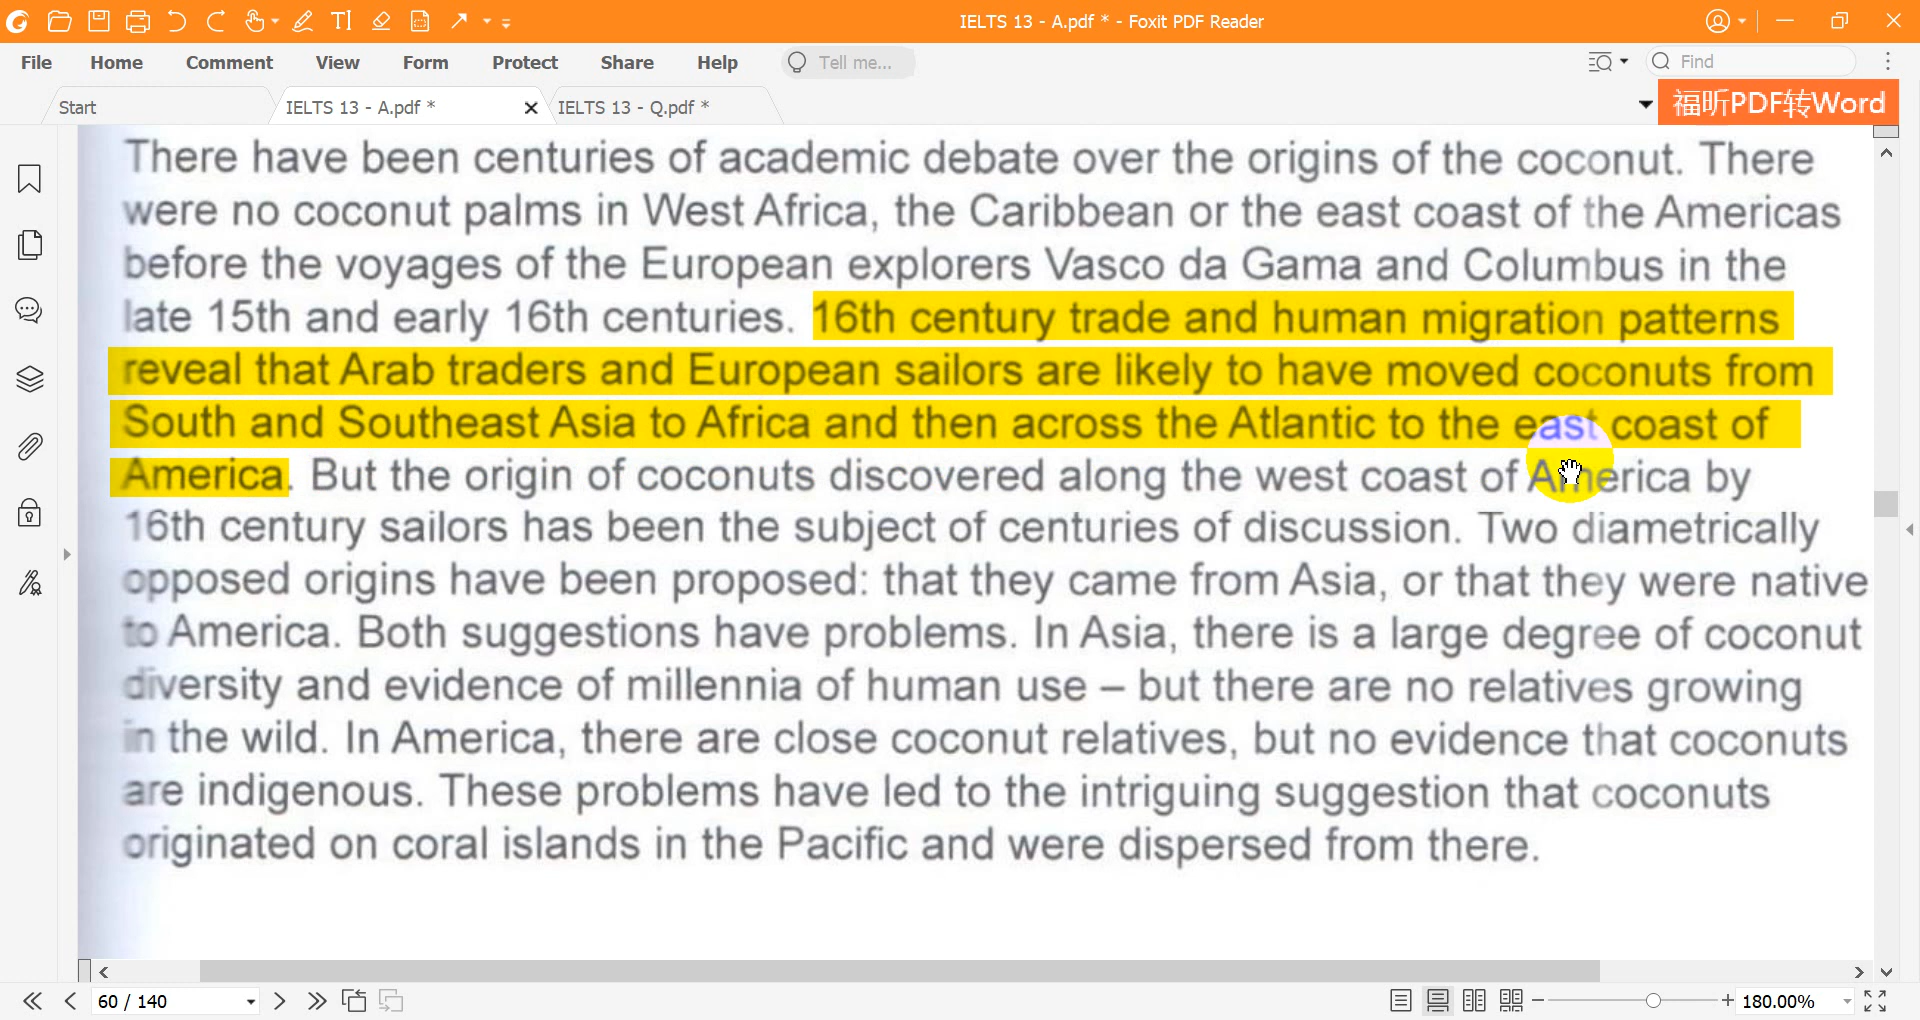 IELTS 13 - A.pdf * - Foxit PDF Reader
File Home Comment View Form Protect Share Help Tell me... Find
Start IELTS 13 - A.pdf * IELTS 13 - Q.pdf * 福昕PDF转Word
There have been centuries of academic debate over the origins of the coconut. There
were no coconut palms in West Africa, the Caribbean or the east coast of the Americas
before the voyages of the European explorers Vasco da Gama and Columbus in the
late 15th and early 16th centuries. 16th century trade and human migration patterns
reveal that Arab traders and European sailors are likely to have moved coconuts from
South and Southeast Asia to Africa and then across the Atlantic to the east coast of
America. But the origin of coconuts discovered along the west coast of America by
16th century sailors has been the subject of centuries of discussion. Two diametrically
opposed origins have been proposed: that they came from Asia, or that they were native
to America. Both suggestions have problems. In Asia, there is a large degree of coconut
diversity and evidence of millennia of human use – but there are no relatives growing
in the wild. In America, there are close coconut relatives, but no evidence that coconuts
are indigenous. These problems have led to the intriguing suggestion that coconuts
originated on coral islands in the Pacific and were dispersed from there.
60 / 140 180.00%